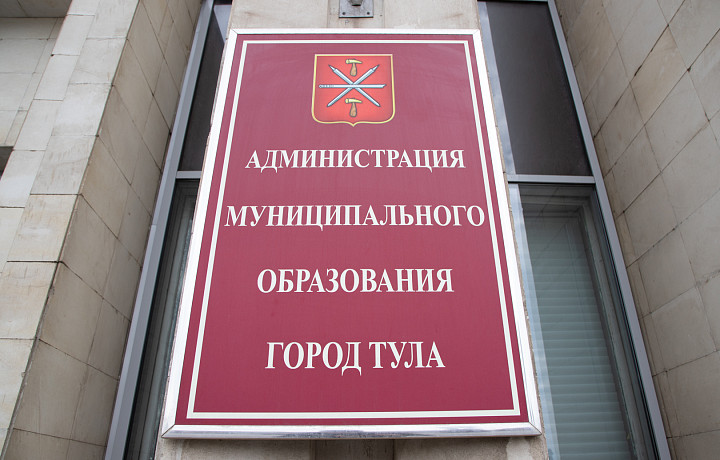 АДМИНИСТРАЦИЯ
МУНИЦИПАЛЬНОГО
ОБРАЗОВАНИЯ
ГОРОД ТУЛА